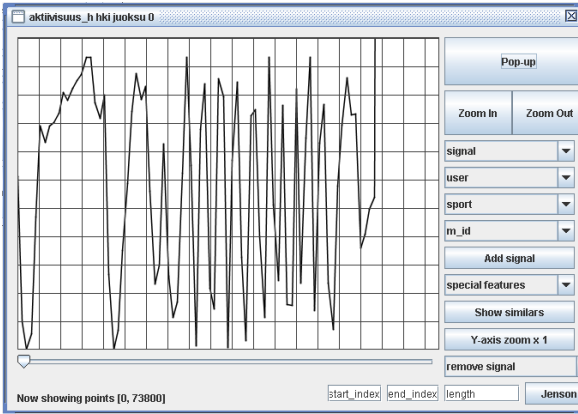 aktiivisuus_h hki juoksu 0
Pop-up
Zoom In
Zoom Out
signal
user
sport
m_id
Add signal
special features
Show similars
Y-axis zoom x 1
remove signal
Now showing points [0, 73800]
start_index
end_index
length
Jenson